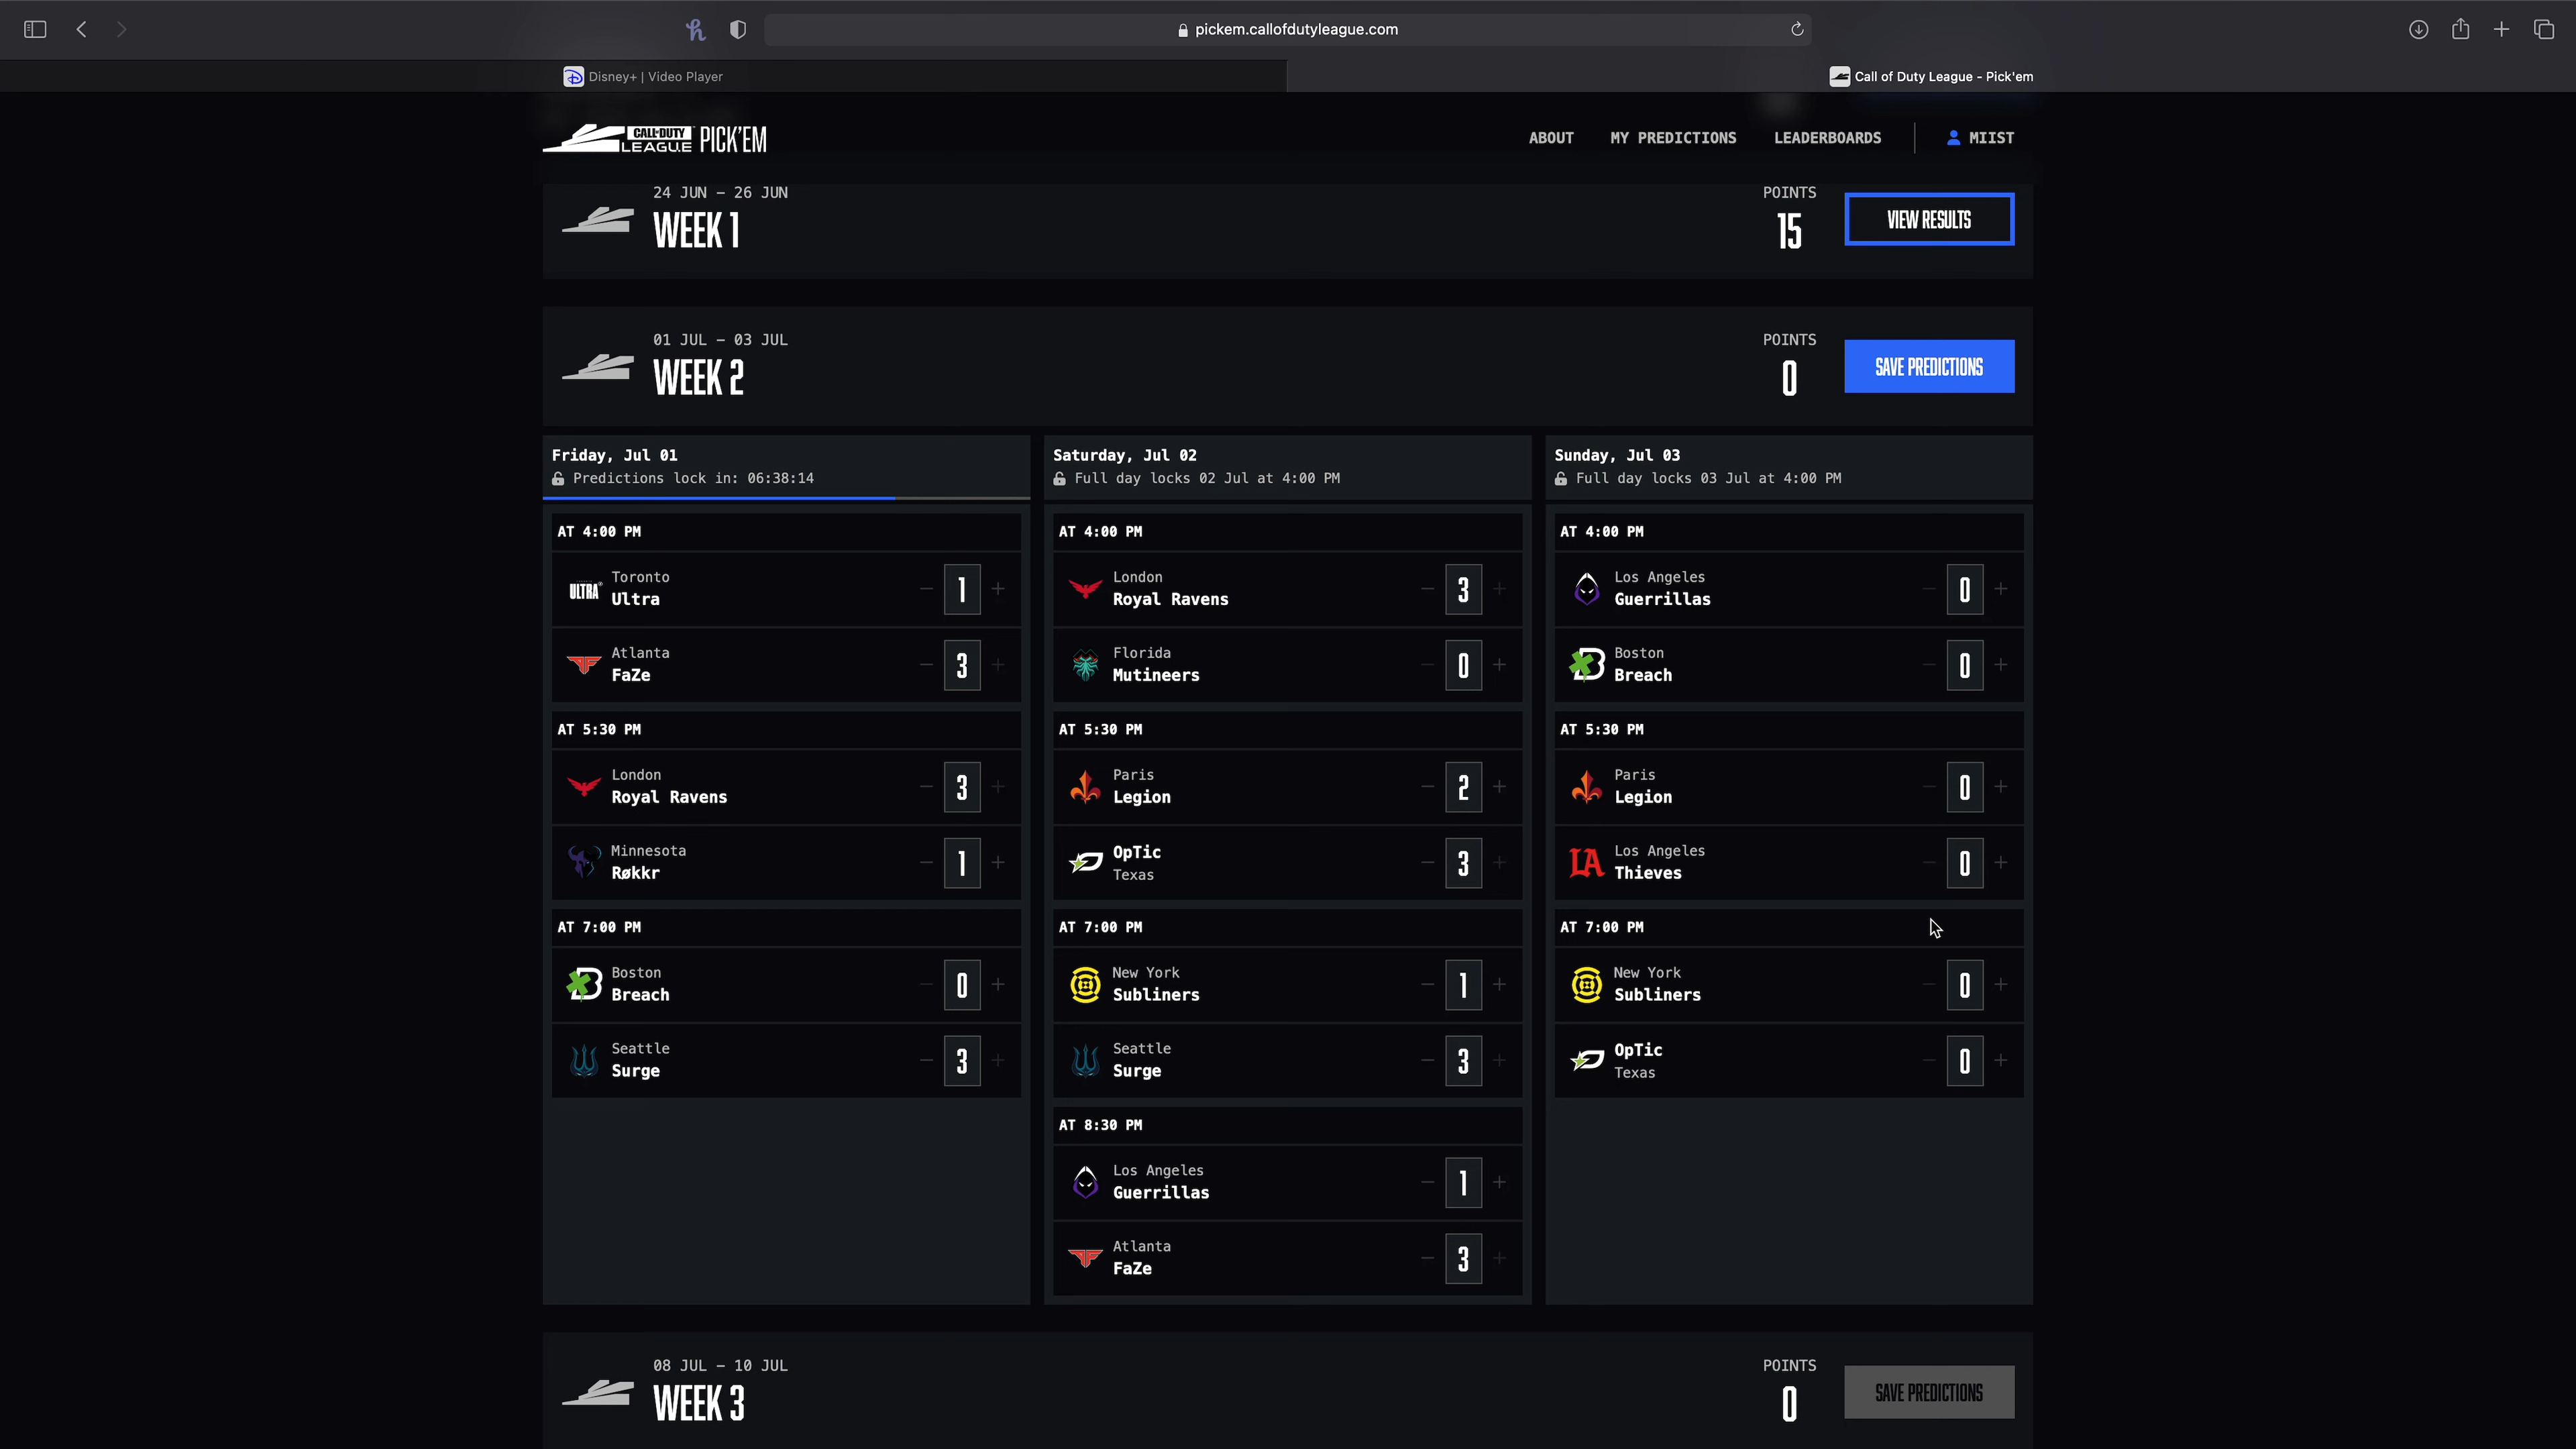 pickem.callofdutyleague.com
Disney+ | Video Player
Call of Duty League - Pick'em
CALL OF DUTY
LEAGUE PICK'EM
ABOUT
MY PREDICTIONS
LEADERBOARDS
MIIST
24 JUN – 26 JUN
WEEK 1
POINTS
15
VIEW RESULTS
01 JUL – 03 JUL
WEEK 2
POINTS
0
SAVE PREDICTIONS
Friday, Jul 01
Predictions lock in: 06:38:14
AT 4:00 PM
ULTRA
Toronto
Ultra
1
Atlanta
FaZe
3
AT 5:30 PM
London
Royal Ravens
3
Minnesota
Røkkr
1
AT 7:00 PM
Boston
Breach
0
Seattle
Surge
3
Saturday, Jul 02
Full day locks 02 Jul at 4:00 PM
AT 4:00 PM
London
Royal Ravens
3
Florida
Mutineers
0
AT 5:30 PM
Paris
Legion
2
OpTic
Texas
3
AT 7:00 PM
New York
Subliners
1
Seattle
Surge
3
AT 8:30 PM
Los Angeles
Guerrillas
1
Atlanta
FaZe
3
Sunday, Jul 03
Full day locks 03 Jul at 4:00 PM
AT 4:00 PM
Los Angeles
Guerrillas
0
Boston
Breach
0
AT 5:30 PM
Paris
Legion
0
LA
Los Angeles
Thieves
0
AT 7:00 PM
New York
Subliners
0
OpTic
Texas
0
08 JUL – 10 JUL
WEEK 3
POINTS
0
SAVE PREDICTIONS